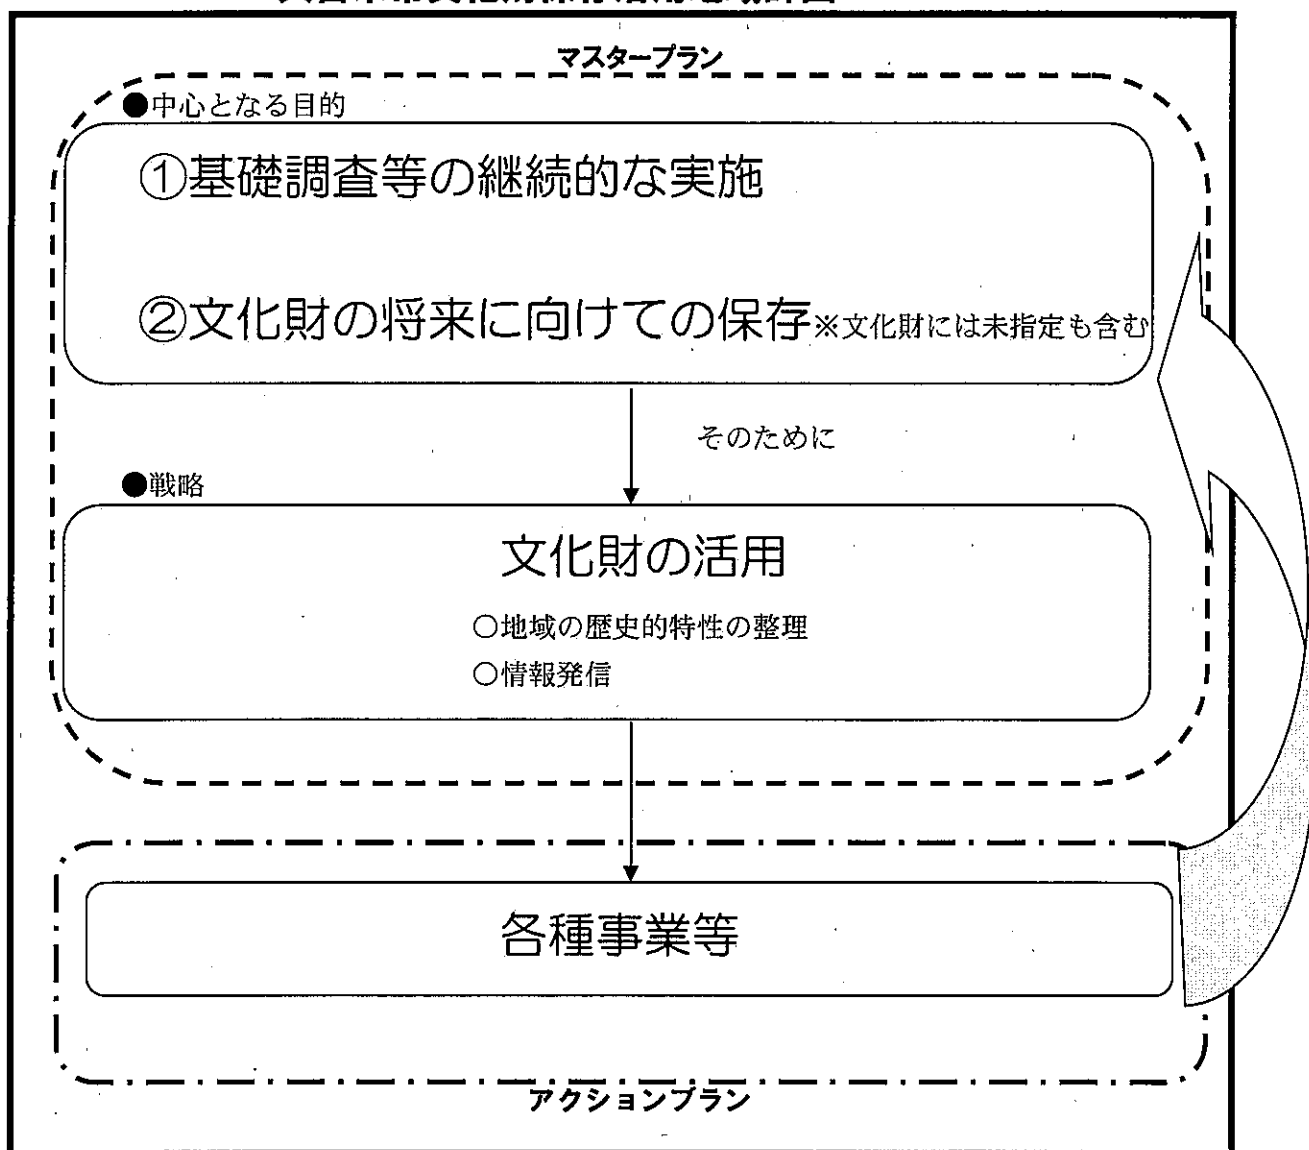 マスタープラン
●中心となる目的
①基礎調査等の継続的な実施
②文化財の将来に向けての保存※文化財には未指定も含む
そのために
●戦略
文化財の活用
○地域の歴史的特性の整理
○情報発信
各種事業等
アクションプラン